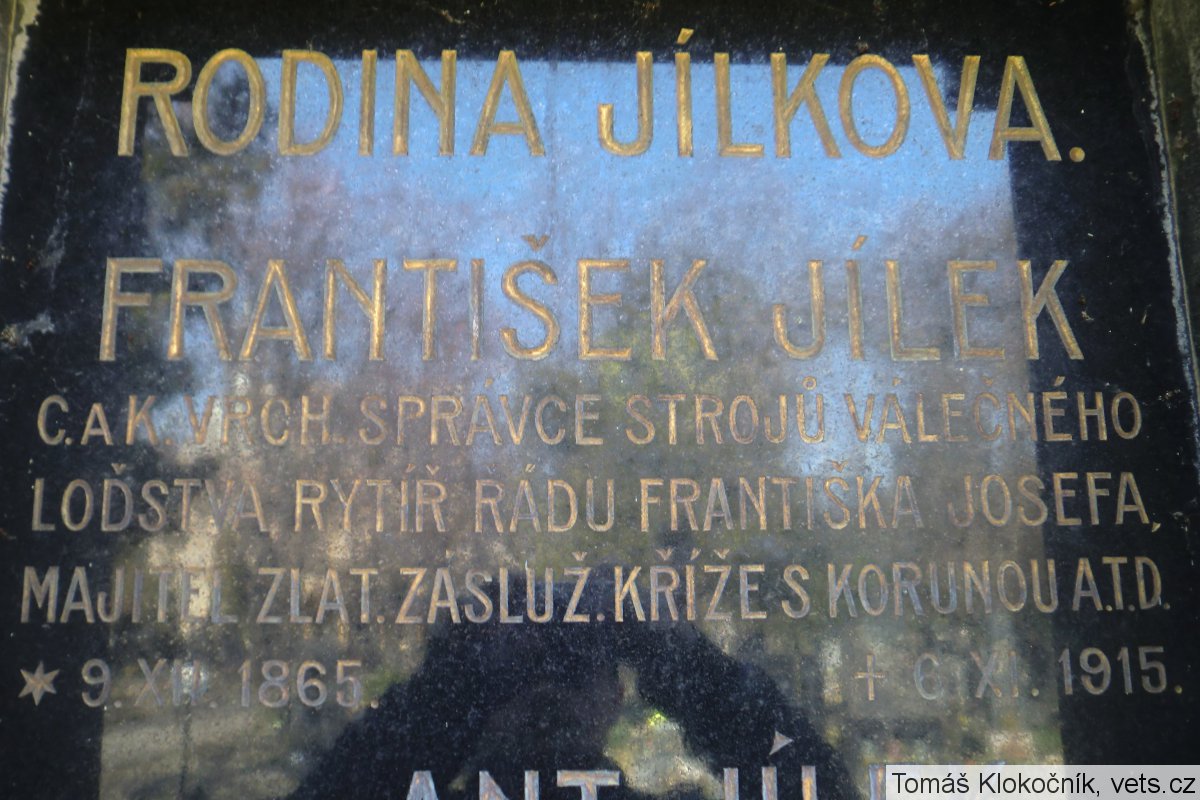 RODINA JÍLKOVA.
FRANTIŠEK JÍLEK
C. A K. VRCH. SPRÁVCE STROJŮ VÁLEČNÉHO
LOĎSTVA, RYTÍŘ ŘÁDU FRANTIŠKA JOSEFA,
MAJITEL ZLAT. ZÁSLUŽ. KŘÍŽE S KORUNOU A.T.D.
* 9. XII. 1865. + 6. XI. 1915.
Tomáš Klokočník, vets.cz